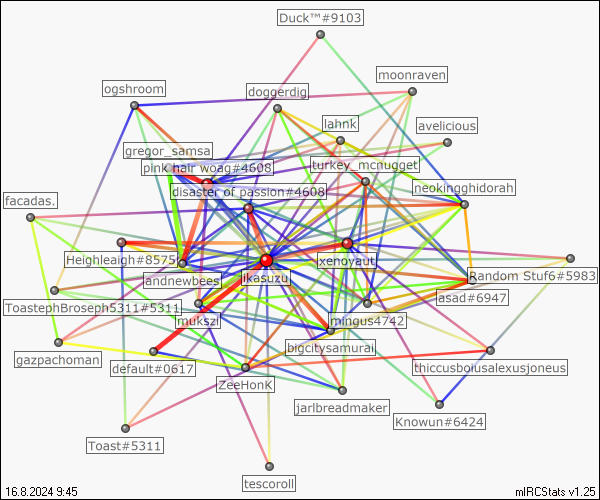 Duck™#9103
moonraven
ogshroom
doggerdig
lahnk
avelicious
gregor_samsa
turkey_mcnugget
pink hair woag#4608
disaster of passion#4608
neokingghidorah
facadas.
Heighleaigh#8575
xenoyaut
andnewbees
ikasuzu
Random Stuf6#5983
lasad#6947
ToastephBroseph5311#5311
mukszi
mingus4742
bigcitysamurai
gazpachoman
default#0617
thiccusboiusalexusjoneus
ZeeHonK
jarlbreadmaker
Knowun#6424
Toast#5311
tescoroll
16.8.2024 9:45
mIRCStats v1.25